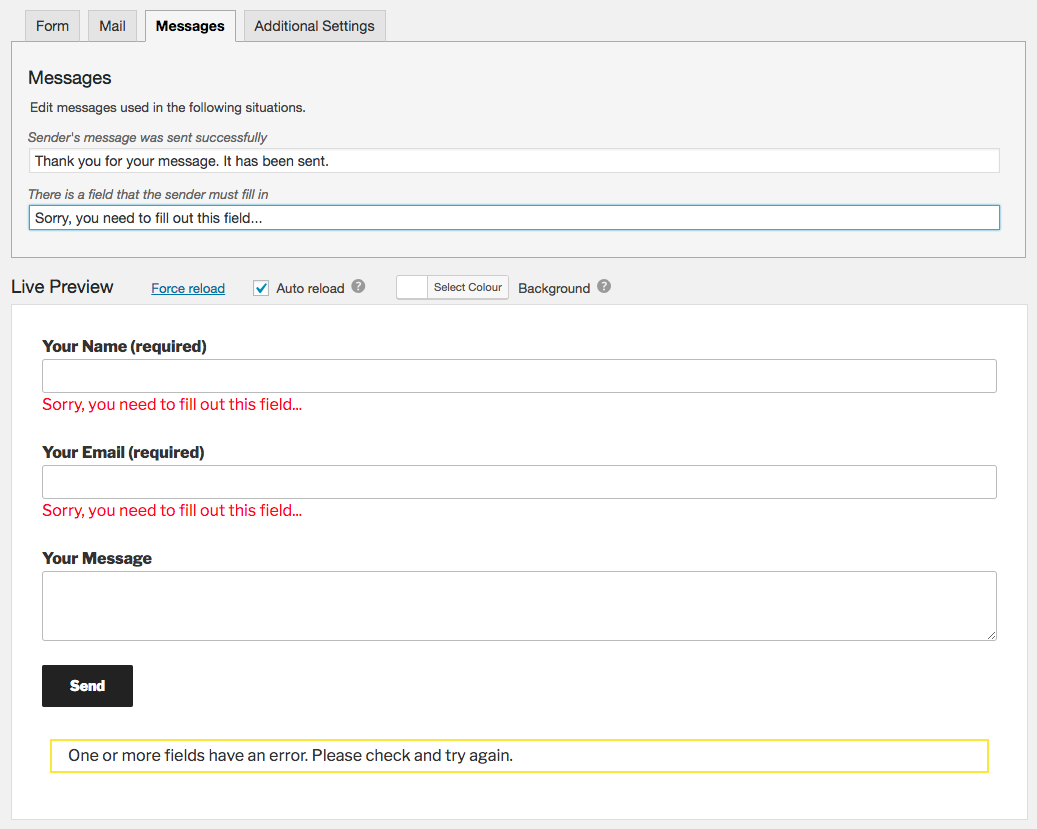 Form Mail Messages Additional Settings
Messages
Edit messages used in the following situations.
Sender's message was sent successfully
Thank you for your message. It has been sent.
There is a field that the sender must fill in
Sorry, you need to fill out this field...
Live Preview Force reload Auto reload ? Select Colour Background ?
Your Name (required)
Sorry, you need to fill out this field...
Your Email (required)
Sorry, you need to fill out this field...
Your Message
Send
One or more fields have an error. Please check and try again.